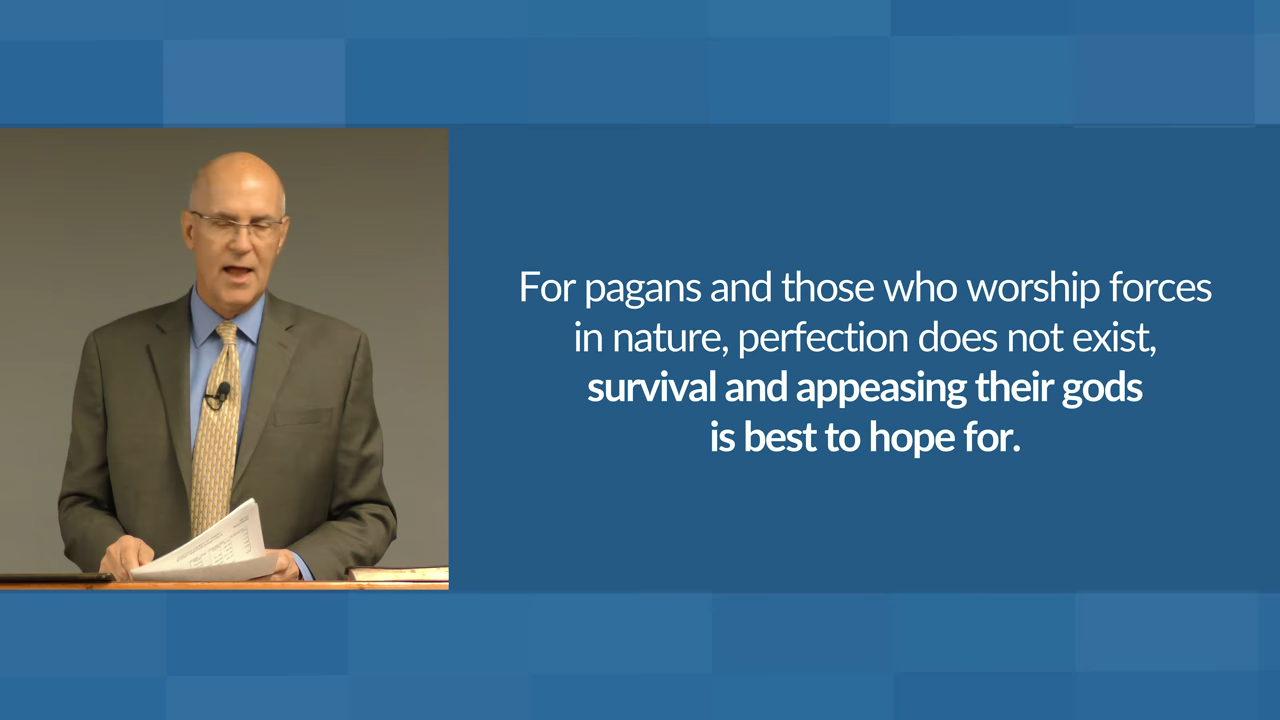 For pagans and those who worship forces
in nature, perfection does not exist,
survival and appeasing their gods
is best to hope for.